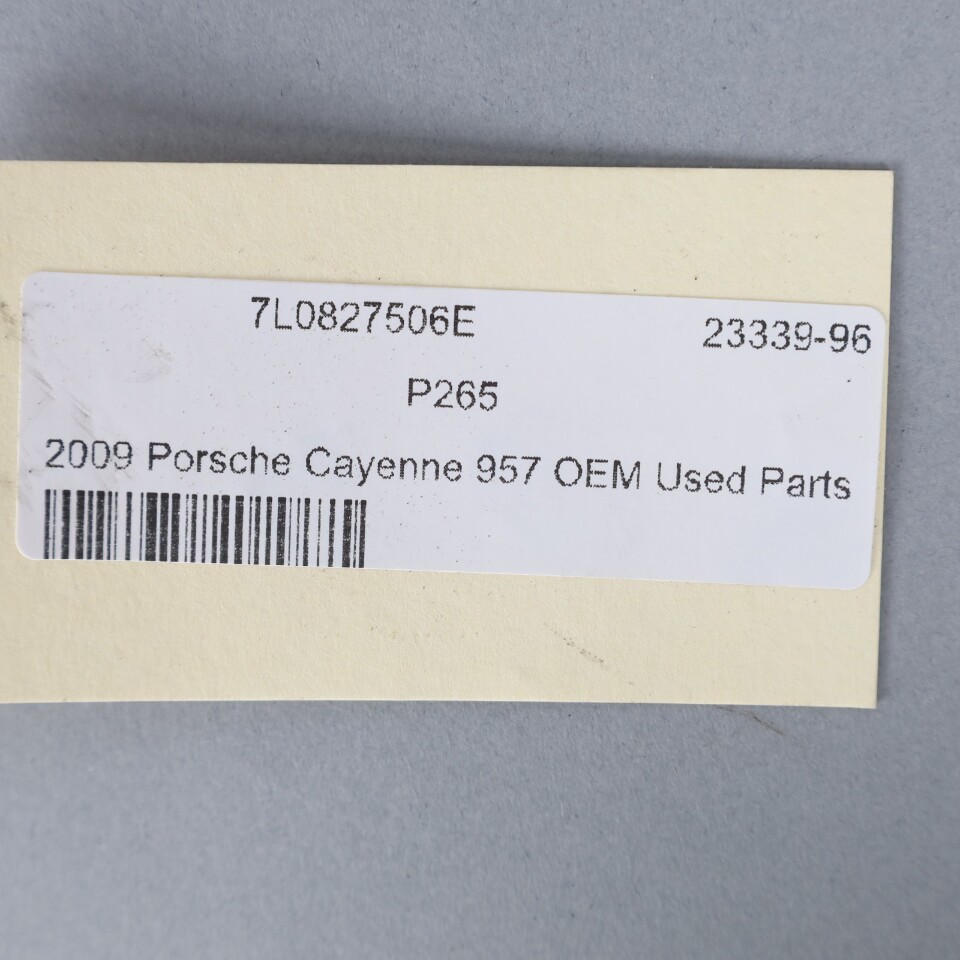 7L0827506E 23339-96
P265
2009 Porsche Cayenne 957 OEM Used Parts